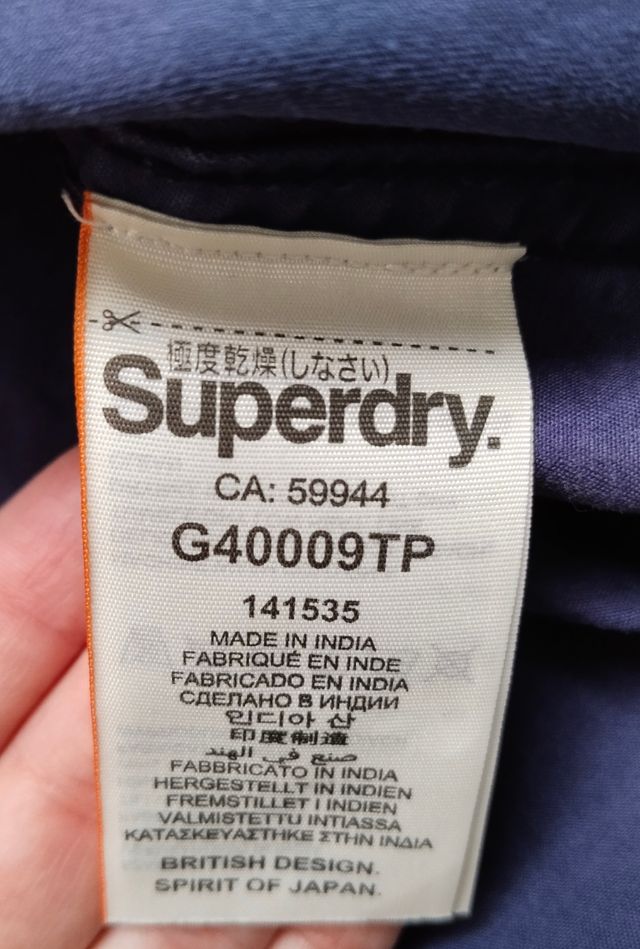 極度乾燥(しなさい)
Superdry.
CA: 59944
G40009TP
141535
MADE IN INDIA
FABRIQUÉ EN INDE
FABRICADO EN INDIA
СДЕЛАНО В ИНДИИ
인디아 산
印度制造
صنع في الهند
FABBRICATO IN INDIA
HERGESTELLT IN INDIEN
FREMSTILLET I INDIEN
VALMISTETTU INTIASSA
ΚΑΤΑΣΚΕΥΑΣΤΗΚΕ ΣΤΗΝ ΙΝΔΙΑ
BRITISH DESIGN.
SPIRIT OF JAPAN.